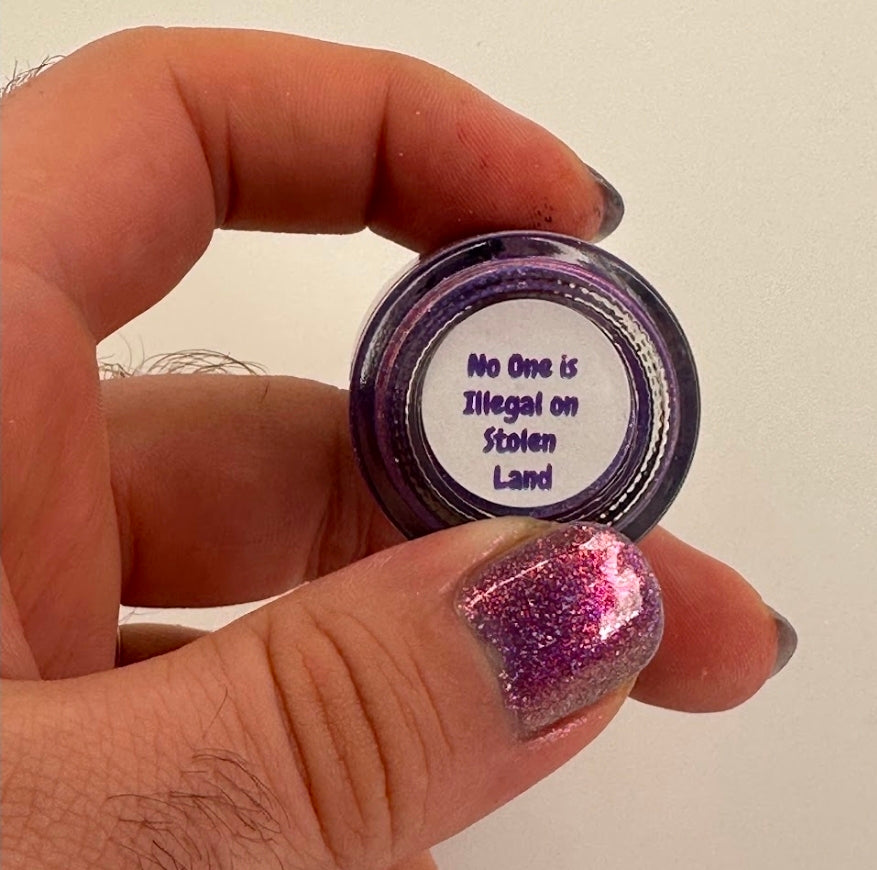 No One is
Illegal on
Stolen
Land